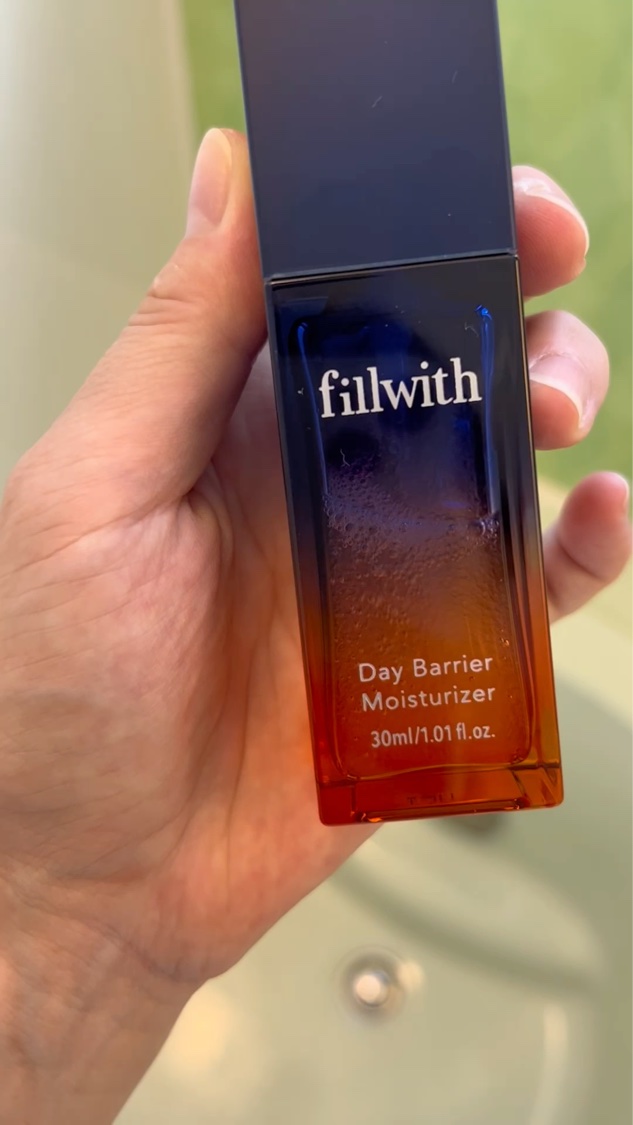 fillwith
Day Barrier
Moisturizer
30ml/1.01 fl.oz.